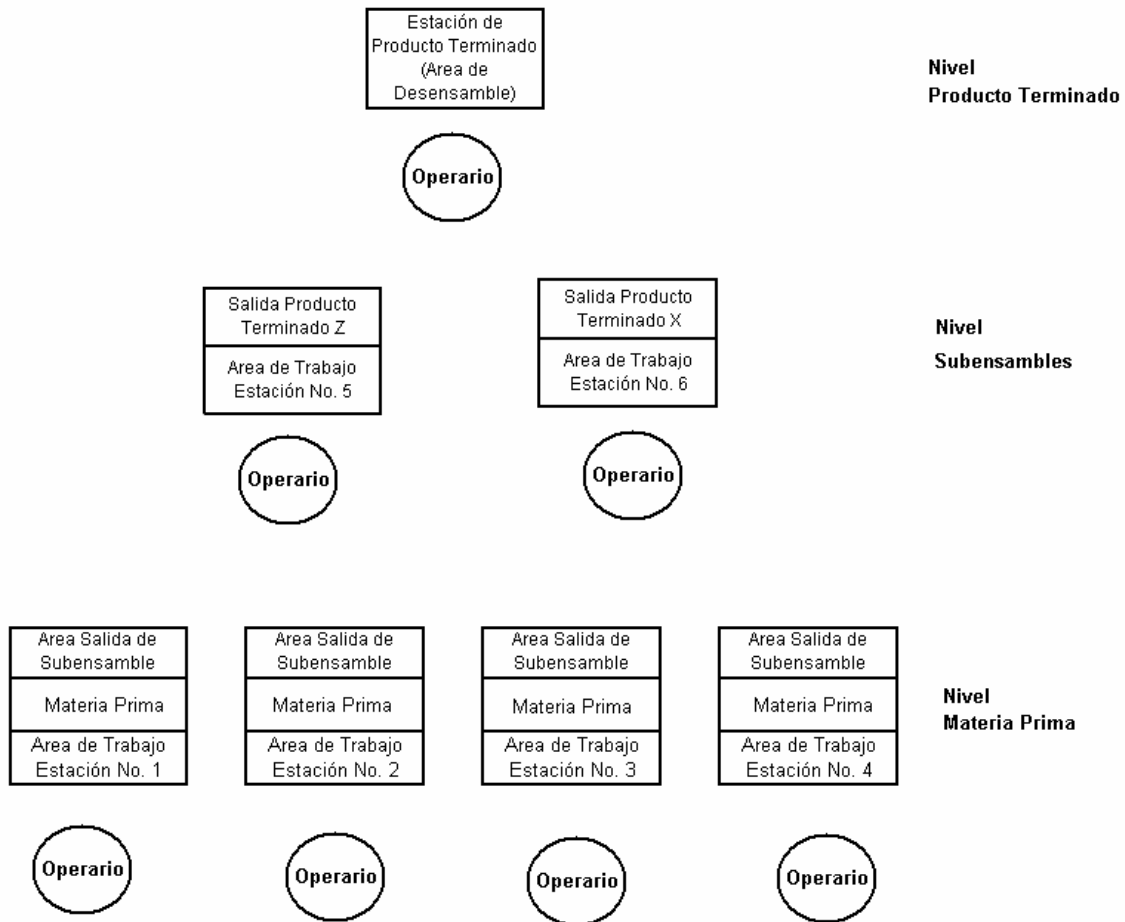 Estación de
Producto Terminado
(Area de
Desensamble)
Nivel
Producto Terminado
Operario
Salida Producto
Terminado Z
Area de Trabajo
Estación No. 5
Operario
Salida Producto
Terminado X
Area de Trabajo
Estación No. 6
Operario
Nivel
Subensambles
Area Salida de
Subensamble
Materia Prima
Area de Trabajo
Estación No. 1
Operario
Area Salida de
Subensamble
Materia Prima
Area de Trabajo
Estación No. 2
Operario
Area Salida de
Subensamble
Materia Prima
Area de Trabajo
Estación No. 3
Operario
Area Salida de
Subensamble
Materia Prima
Area de Trabajo
Estación No. 4
Operario
Nivel
Materia Prima